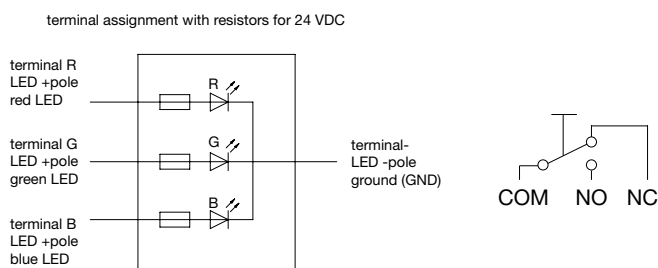 terminal assignment with resistors for 24 VDC
terminal R
LED +pole
red LED
R
terminal G
LED +pole
green LED
G
terminal B
LED +pole
blue LED
B
terminal-
LED -pole
ground (GND)
COM NO NC